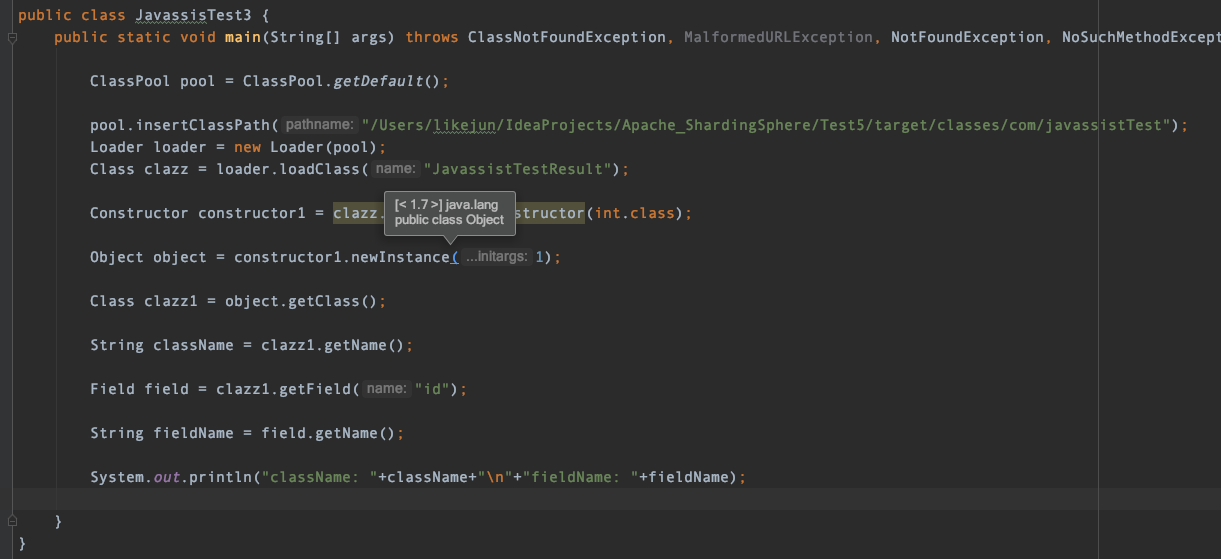 public class JavassisTest3 {
public static void main(String[] args) throws ClassNotFoundException, MalformedURLException, NotFoundException, NoSuchMethodExcept
ClassPool pool = ClassPool.getDefault();
pool.insertClassPath( pathname: "/Users/likejun/IdeaProjects/Apache_ShardingSphere/Test5/target/classes/com/javassistTest");
Loader loader = new Loader(pool);
Class clazz = loader.loadClass( name: "JavassistTestResult");
[< 1.7 >] java.lang
Constructor constructor1 = clazz. structor(int.class);
public class Object
Object object = constructor1.newInstance( ...initargs: 1);
Class clazz1 = object.getClass();
String className = clazz1.getName();
Field field = clazz1.getField( name: "id");
String fieldName = field.getName();
System.out.println("className: "+className+"\n"+"fieldName: "+fieldName);
}
}